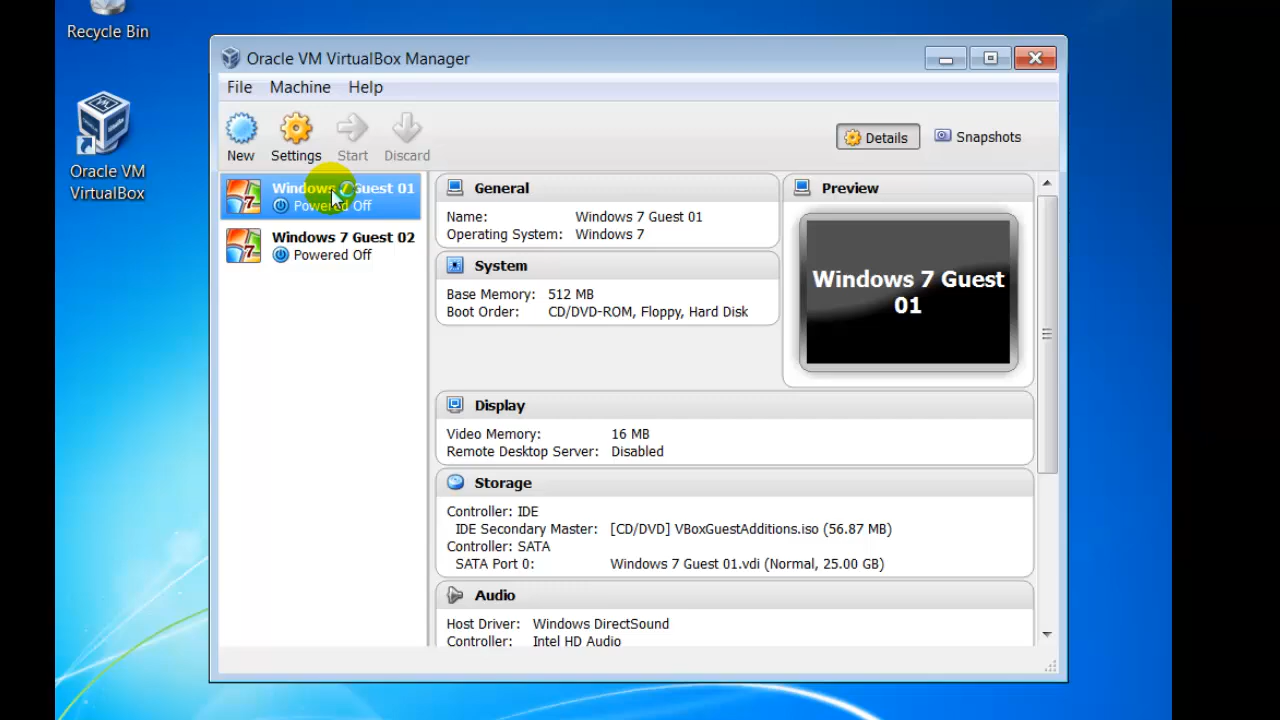 Recycle Bin
Oracle VM
VirtualBox
Oracle VM VirtualBox Manager
File Machine Help
New Settings Start Discard
Details Snapshots
Windows 7 Guest 01
Powered Off
Windows 7 Guest 02
Powered Off
General
Name: Windows 7 Guest 01
Operating System: Windows 7
System
Base Memory: 512 MB
Boot Order: CD/DVD-ROM, Floppy, Hard Disk
Preview
Windows 7 Guest
01
Display
Video Memory: 16 MB
Remote Desktop Server: Disabled
Storage
Controller: IDE
IDE Secondary Master: [CD/DVD] VBoxGuestAdditions.iso (56.87 MB)
Controller: SATA
SATA Port 0: Windows 7 Guest 01.vdi (Normal, 25.00 GB)
Audio
Host Driver: Windows DirectSound
Controller: Intel HD Audio